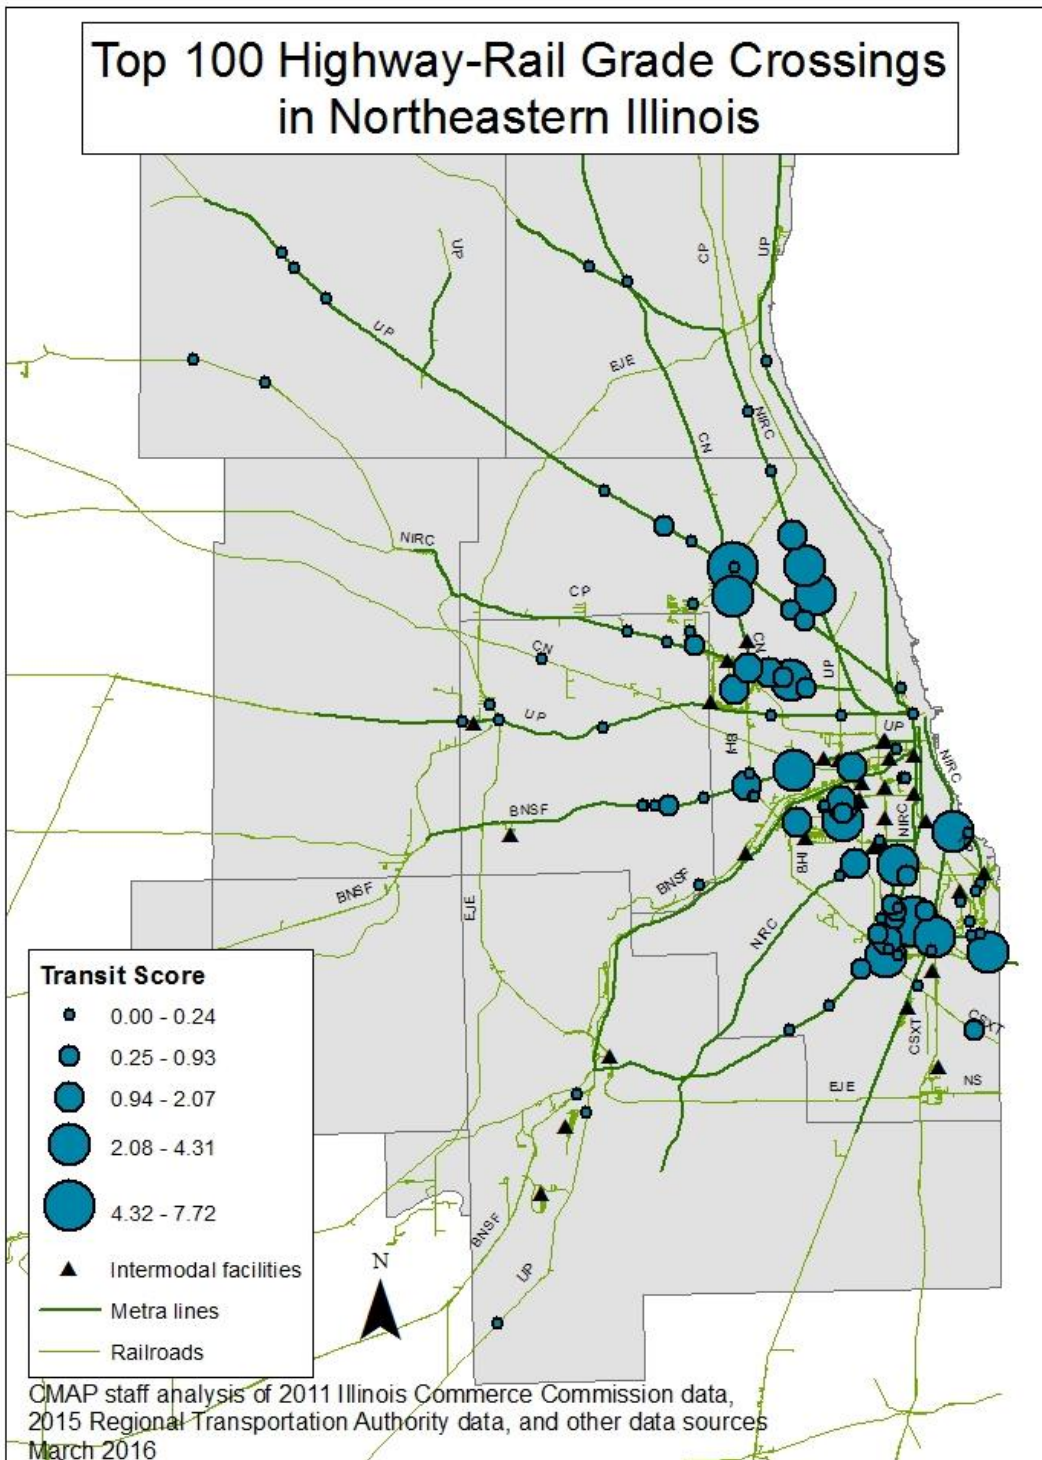 Top 100 Highway-Rail Grade Crossings
in Northeastern Illinois
UP
CP
UP
UP
EJE
CN
NIRC
NIRC
CP
CN
CN
UP
UP
IHB
UP
NIRC
BNSF
NIRC
BNSF
BNSF
EJE
NIRC
CSXT
CSXT
EJE
NS
BNSF
UP
Transit Score
0.00 - 0.24
0.25 - 0.93
0.94 - 2.07
2.08 - 4.31
4.32 - 7.72
Intermodal facilities
Metra lines
Railroads
N
CMAP staff analysis of 2011 Illinois Commerce Commission data,
2015 Regional Transportation Authority data, and other data sources
March 2016